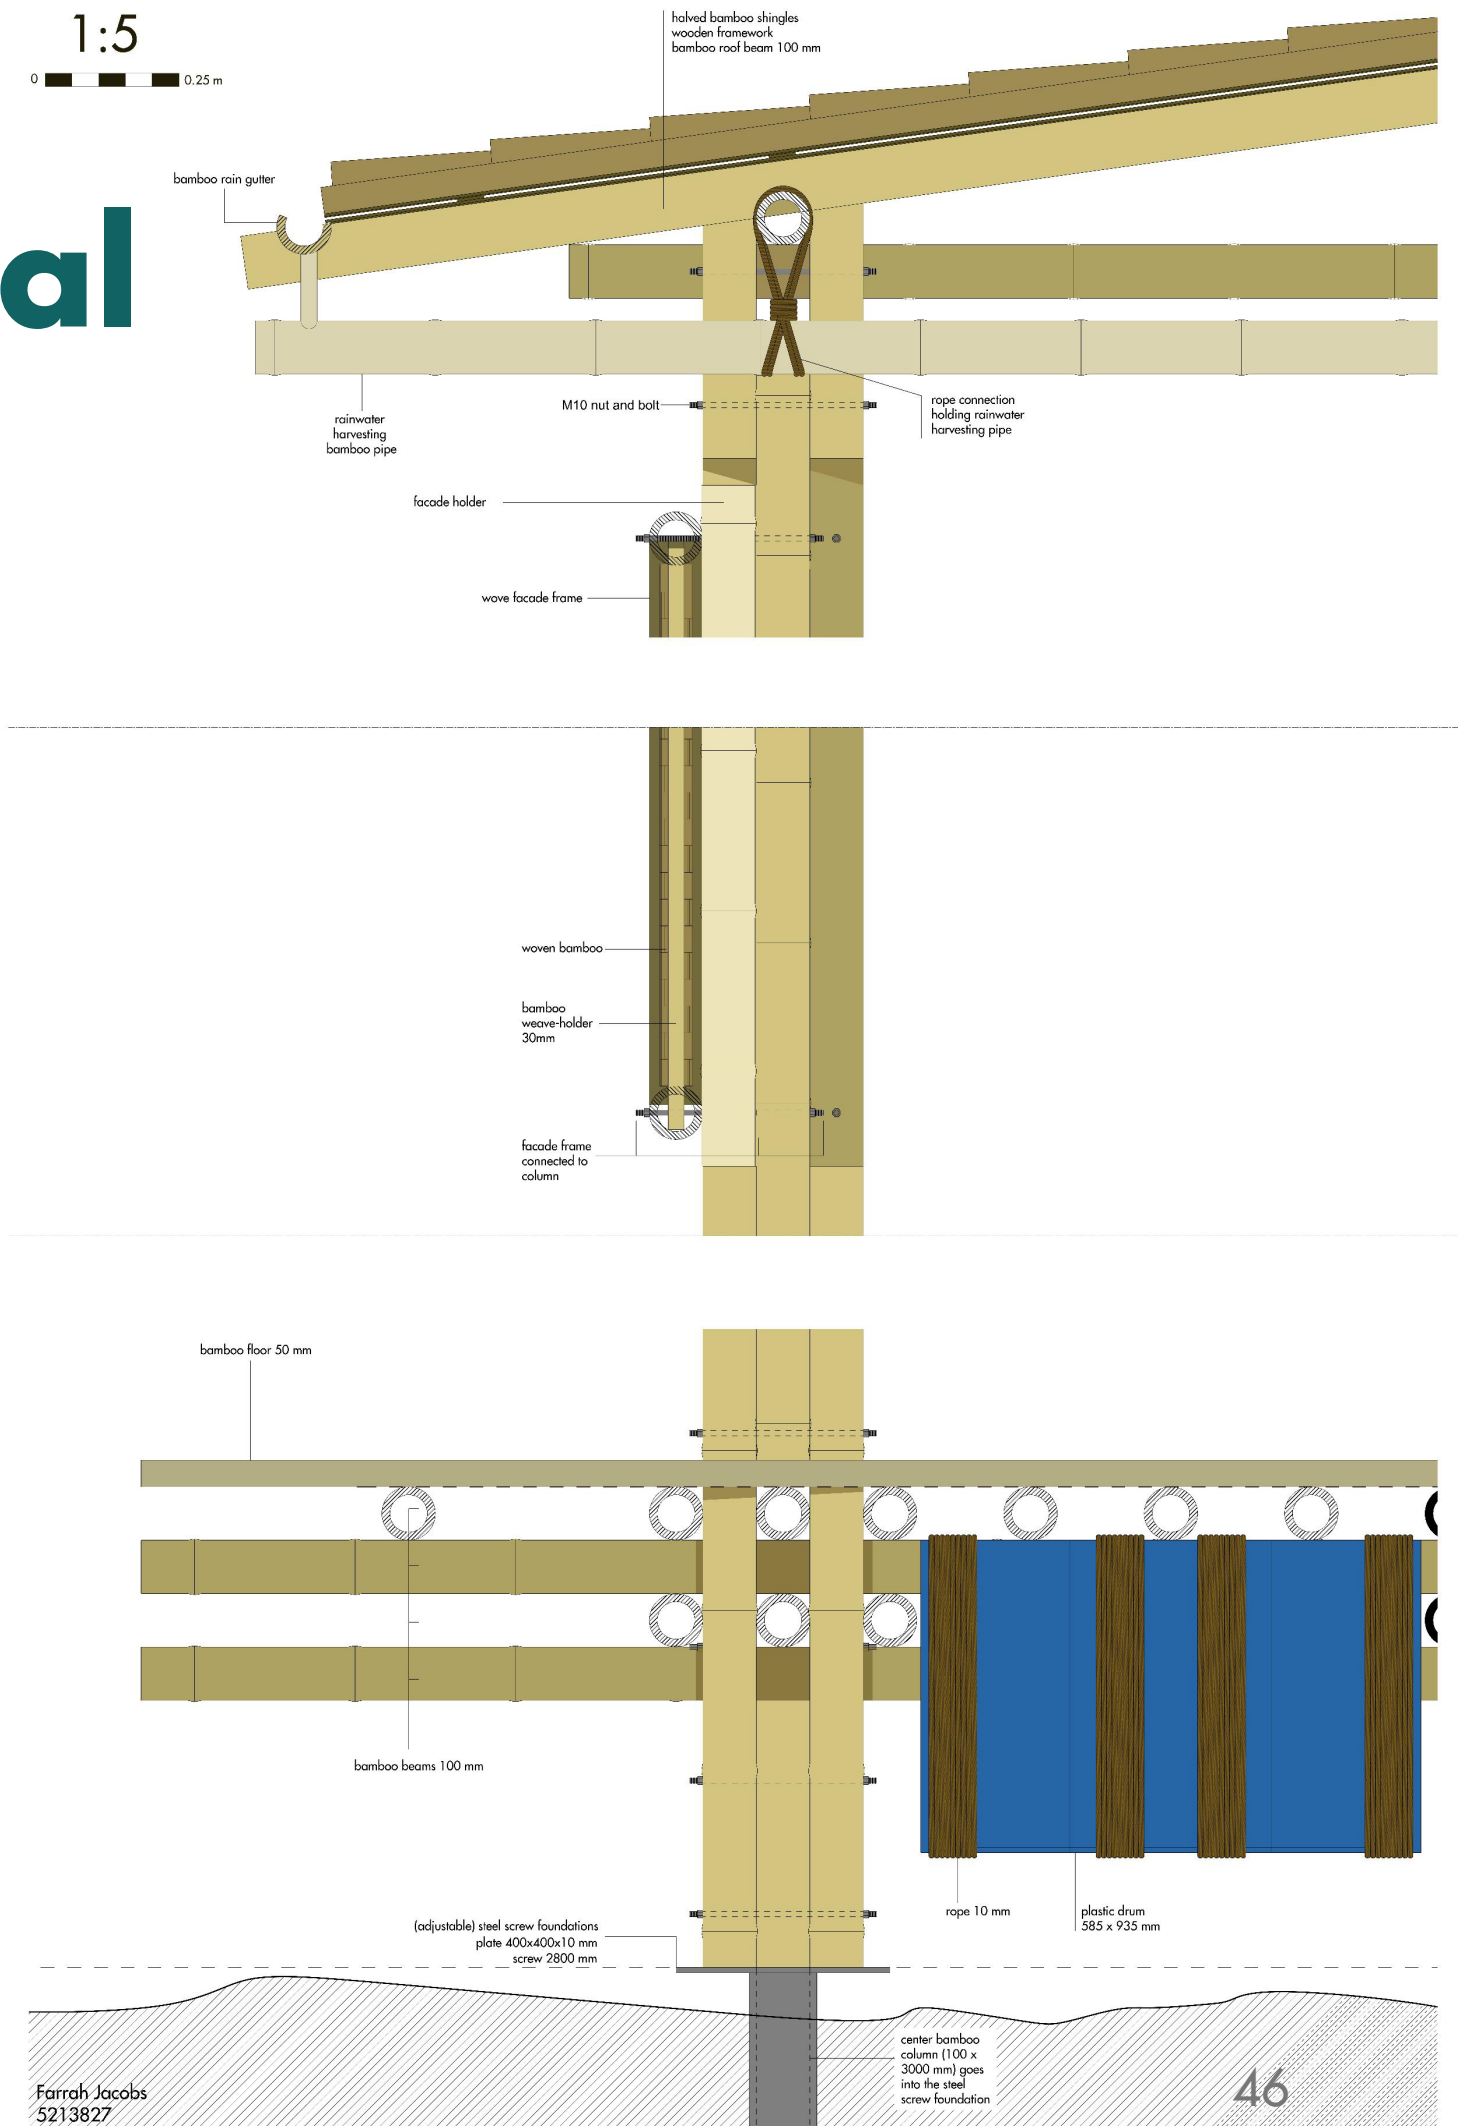 1:5
0
0.25 m
halved bamboo shingles
wooden framework
bamboo roof beam 100 mm
bamboo rain gutter
al
M10 nut and bolt
rope connection
holding rainwater
harvesting pipe
rainwater
harvesting
bamboo pipe
facade holder
wove facade frame
woven bamboo
bamboo
weave-holder
30mm
facade frame
connected to
column
bamboo floor 50 mm
bamboo beams 100 mm
rope 10 mm
plastic drum
585 x 935 mm
(adjustable) steel screw foundations
plate 400x400x10 mm
screw 2800 mm
center bamboo
column (100 x
3000 mm) goes
into the steel
screw foundation
Farrah Jacobs
5213827
46